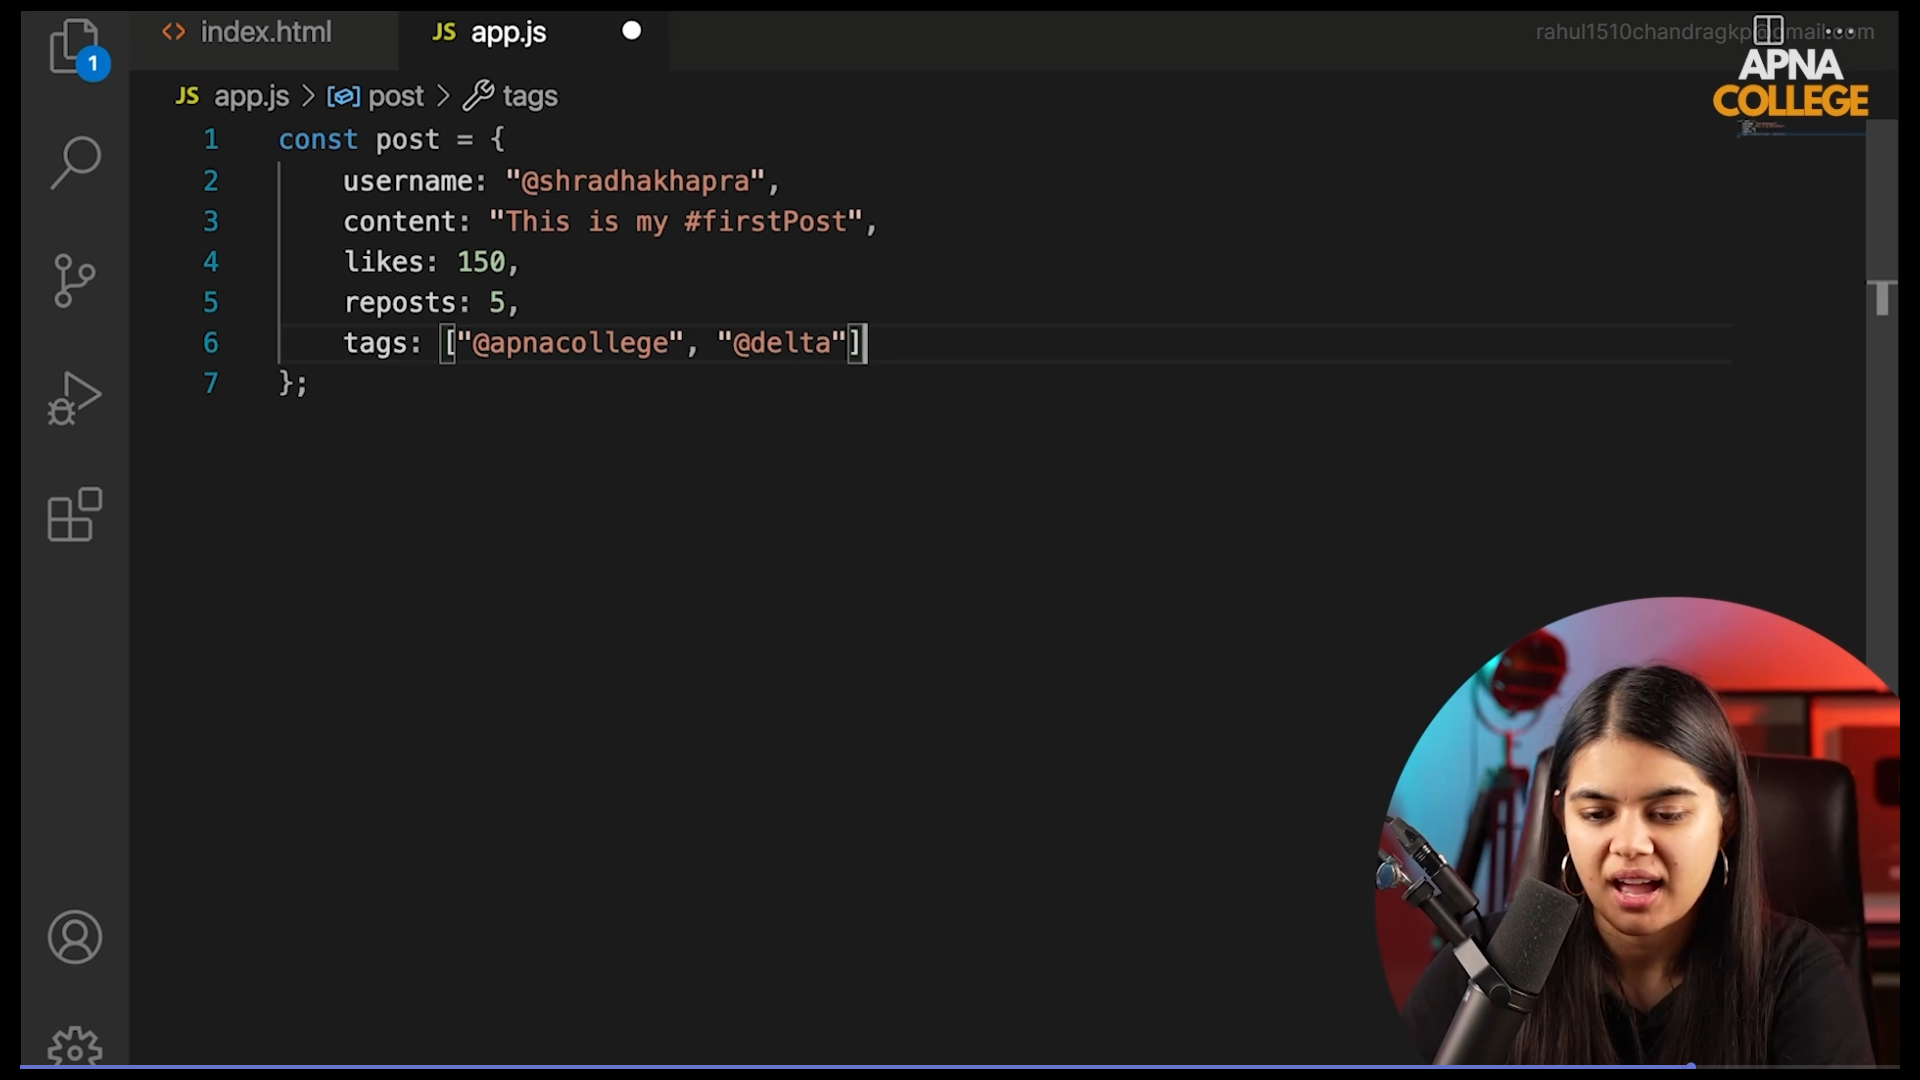 index.html
JS app.js
rahul1510chandragkp@gmail.com
APNA
COLLEGE
1
JS app.js > post > tags
1 const post = {
2 username: "@shradhakhapra",
3 content: "This is my #firstPost",
4 likes: 150,
5 reposts: 5,
6 tags: ["@apnacollege", "@delta"]
7 };